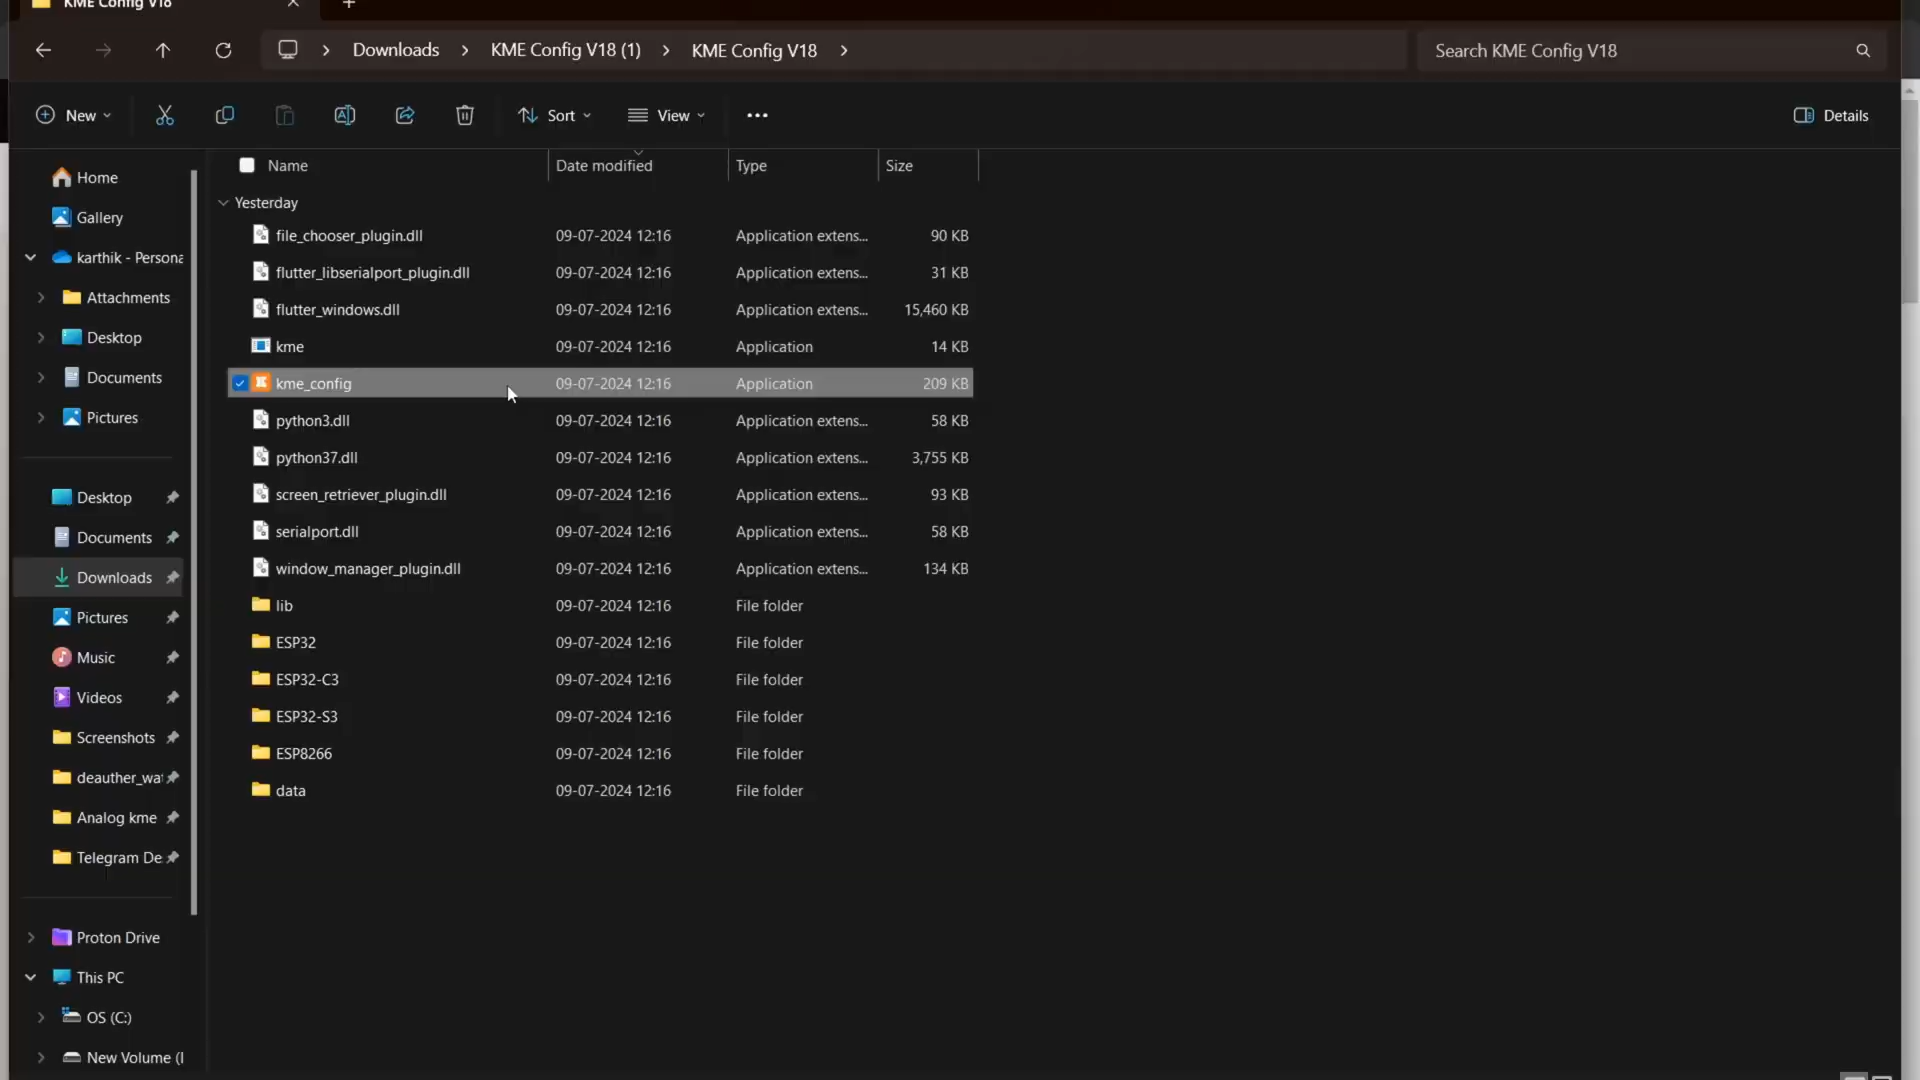 KME Config V18
Downloads
KME Config V18 (1)
KME Config V18
Search KME Config V18
New
Sort
View
Details
Name
Date modified
Type
Size
Home
Gallery
karthik - Persona
Attachments
Desktop
Documents
Pictures
Desktop
Documents
Downloads
Pictures
Music
Videos
Screenshots
deauther_wa
Analog kme
Telegram De
Proton Drive
This PC
OS (C:)
New Volume (
Yesterday
file_chooser_plugin.dll 09-07-2024 12:16 Application extens... 90 KB
flutter_libserialport_plugin.dll 09-07-2024 12:16 Application extens... 31 KB
flutter_windows.dll 09-07-2024 12:16 Application extens... 15,460 KB
kme 09-07-2024 12:16 Application 14 KB
kme_config 09-07-2024 12:16 Application 209 KB
python3.dll 09-07-2024 12:16 Application extens... 58 KB
python37.dll 09-07-2024 12:16 Application extens... 3,755 KB
screen_retriever_plugin.dll 09-07-2024 12:16 Application extens... 93 KB
serialport.dll 09-07-2024 12:16 Application extens... 58 KB
window_manager_plugin.dll 09-07-2024 12:16 Application extens... 134 KB
lib 09-07-2024 12:16 File folder
ESP32 09-07-2024 12:16 File folder
ESP32-C3 09-07-2024 12:16 File folder
ESP32-S3 09-07-2024 12:16 File folder
ESP8266 09-07-2024 12:16 File folder
data 09-07-2024 12:16 File folder